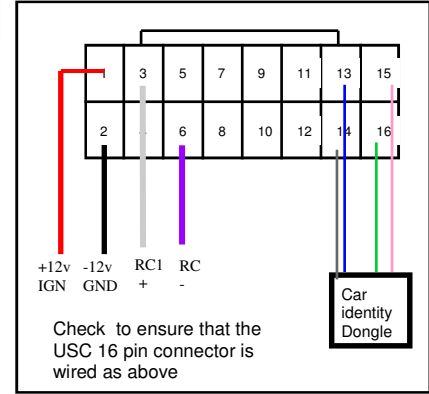 1 3 5 7 9 11 13 15
2 4 6 8 10 12 14 16
+12v -12v RC1 RC
IGN GND + -
Car
identity
Dongle
Check to ensure that the
USC 16 pin connector is
wired as above